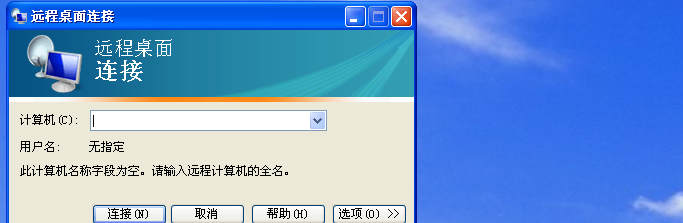 远程桌面连接
远程桌面
连接
计算机(C):
用户名: 无指定
此计算机名称字段为空。请输入远程计算机的全名。
连接(N) 取消 帮助(H) 选项(O) >>